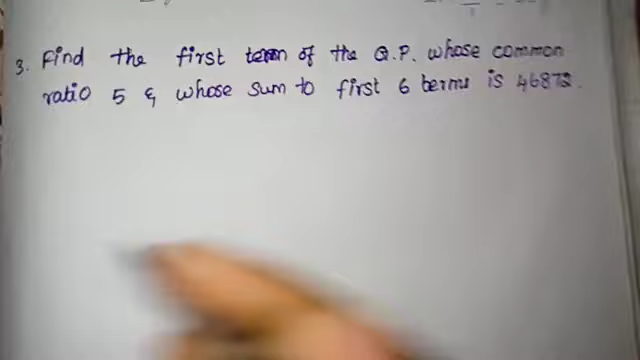 3. Find the first term of the G.P. whose common
ratio 5 & whose sum to first 6 terms is 46872.